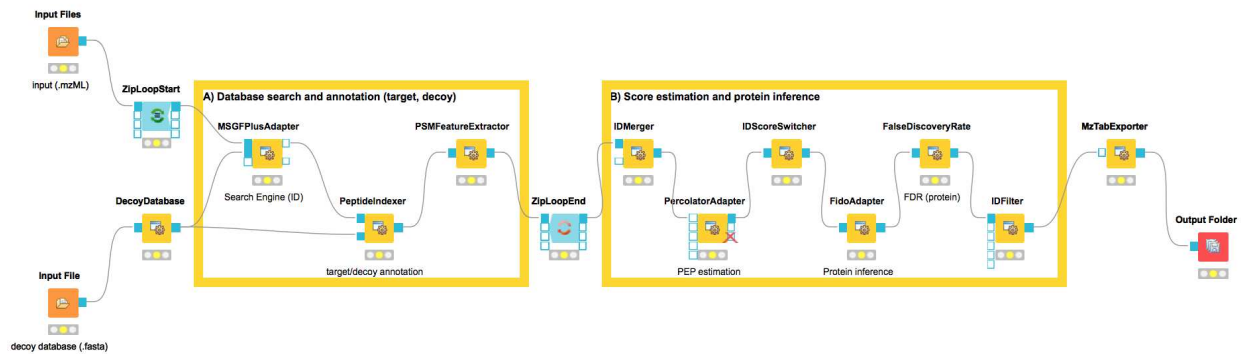 Input Files
input (.mzML)
ZipLoopStart
DecoyDatabase
Input File
decoy database (.fasta)
A) Database search and annotation (target, decoy)
MSGFPlusAdapter
Search Engine (ID)
PSMFeatureExtractor
PeptideIndexer
target/decoy annotation
ZipLoopEnd
B) Score estimation and protein inference
IDMerger
IDScoreSwitcher
FalseDiscoveryRate
FDR (protein)
PercolatorAdapter
PEP estimation
FidoAdapter
Protein inference
IDFilter
MzTabExporter
Output Folder